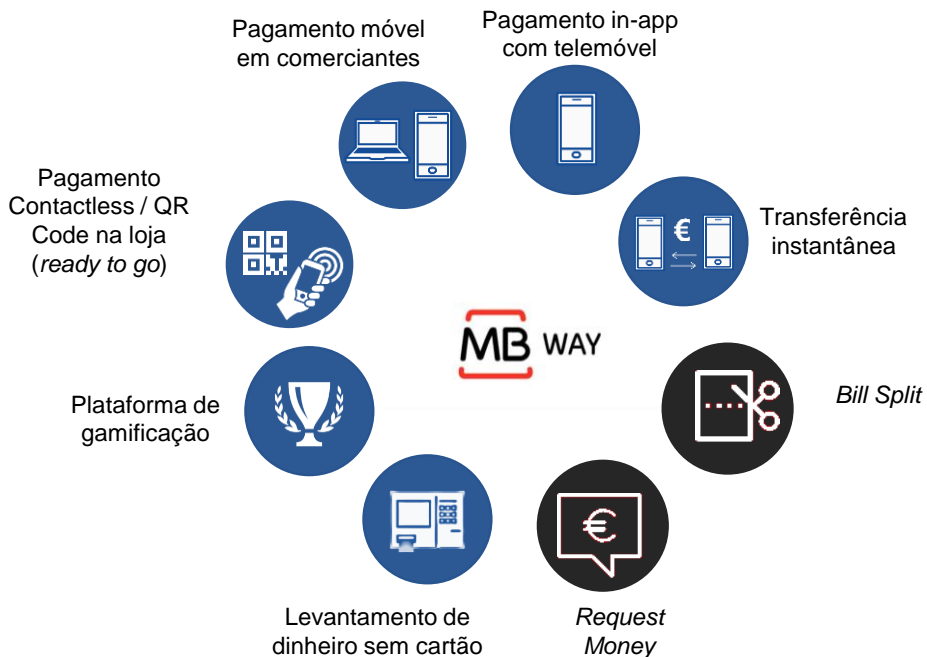 Pagamento móvel
em comerciantes
Pagamento in-app
com telemóvel
Pagamento
Contactless / QR
Code na loja
(ready to go)
€
Transferência
instantânea
MB WAY
Bill Split
Plataforma de
gamificação
€
Levantamento de
dinheiro sem cartão
Request
Money